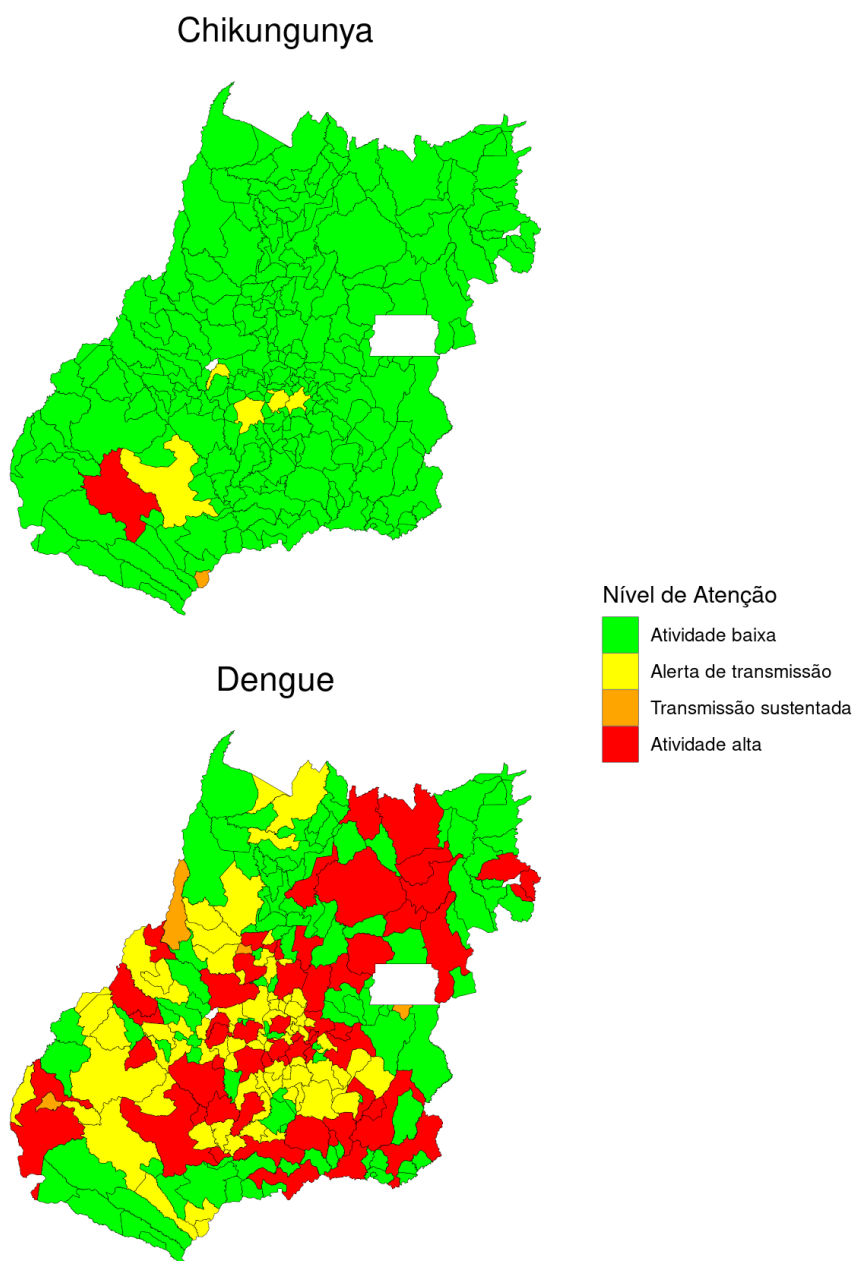 Chikungunya
Nível de Atenção
Atividade baixa
Alerta de transmissão
Transmissão sustentada
Atividade alta
Dengue